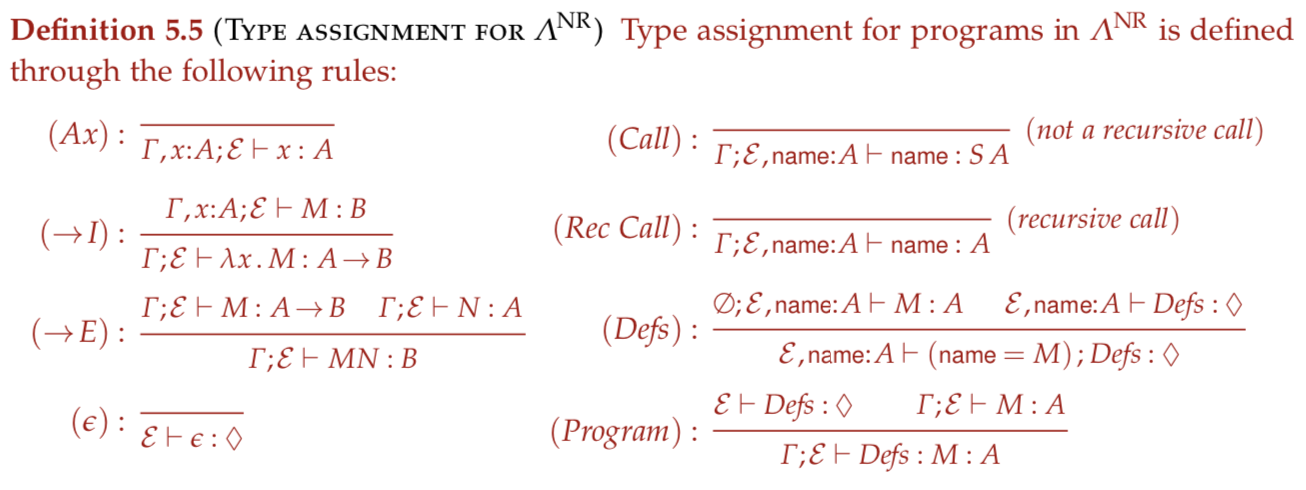 Definition 5.5 (TYPE ASSIGNMENT FOR Λ^NR) Type assignment for programs in Λ^NR is defined
through the following rules:
(Ax) : Γ,x:A;ℰ ⊢ x : A
(Call) : Γ;ℰ,name:A ⊢ name : S A (not a recursive call)
(→I) : Γ,x:A;ℰ ⊢ M : B
Γ;ℰ ⊢ λx.M : A→B
(Rec Call) : Γ;ℰ,name:A ⊢ name : A (recursive call)
(→E) : Γ;ℰ ⊢ M : A→B Γ;ℰ ⊢ N : A
Γ;ℰ ⊢ MN : B
(Defs) : ∅;ℰ,name:A ⊢ M : A ℰ,name:A ⊢ Defs : ◊
ℰ,name:A ⊢ (name = M) ; Defs : ◊
(ϵ) : ℰ ⊢ ϵ : ◊
(Program) : ℰ ⊢ Defs : ◊ Γ;ℰ ⊢ M : A
Γ;ℰ ⊢ Defs : M : A